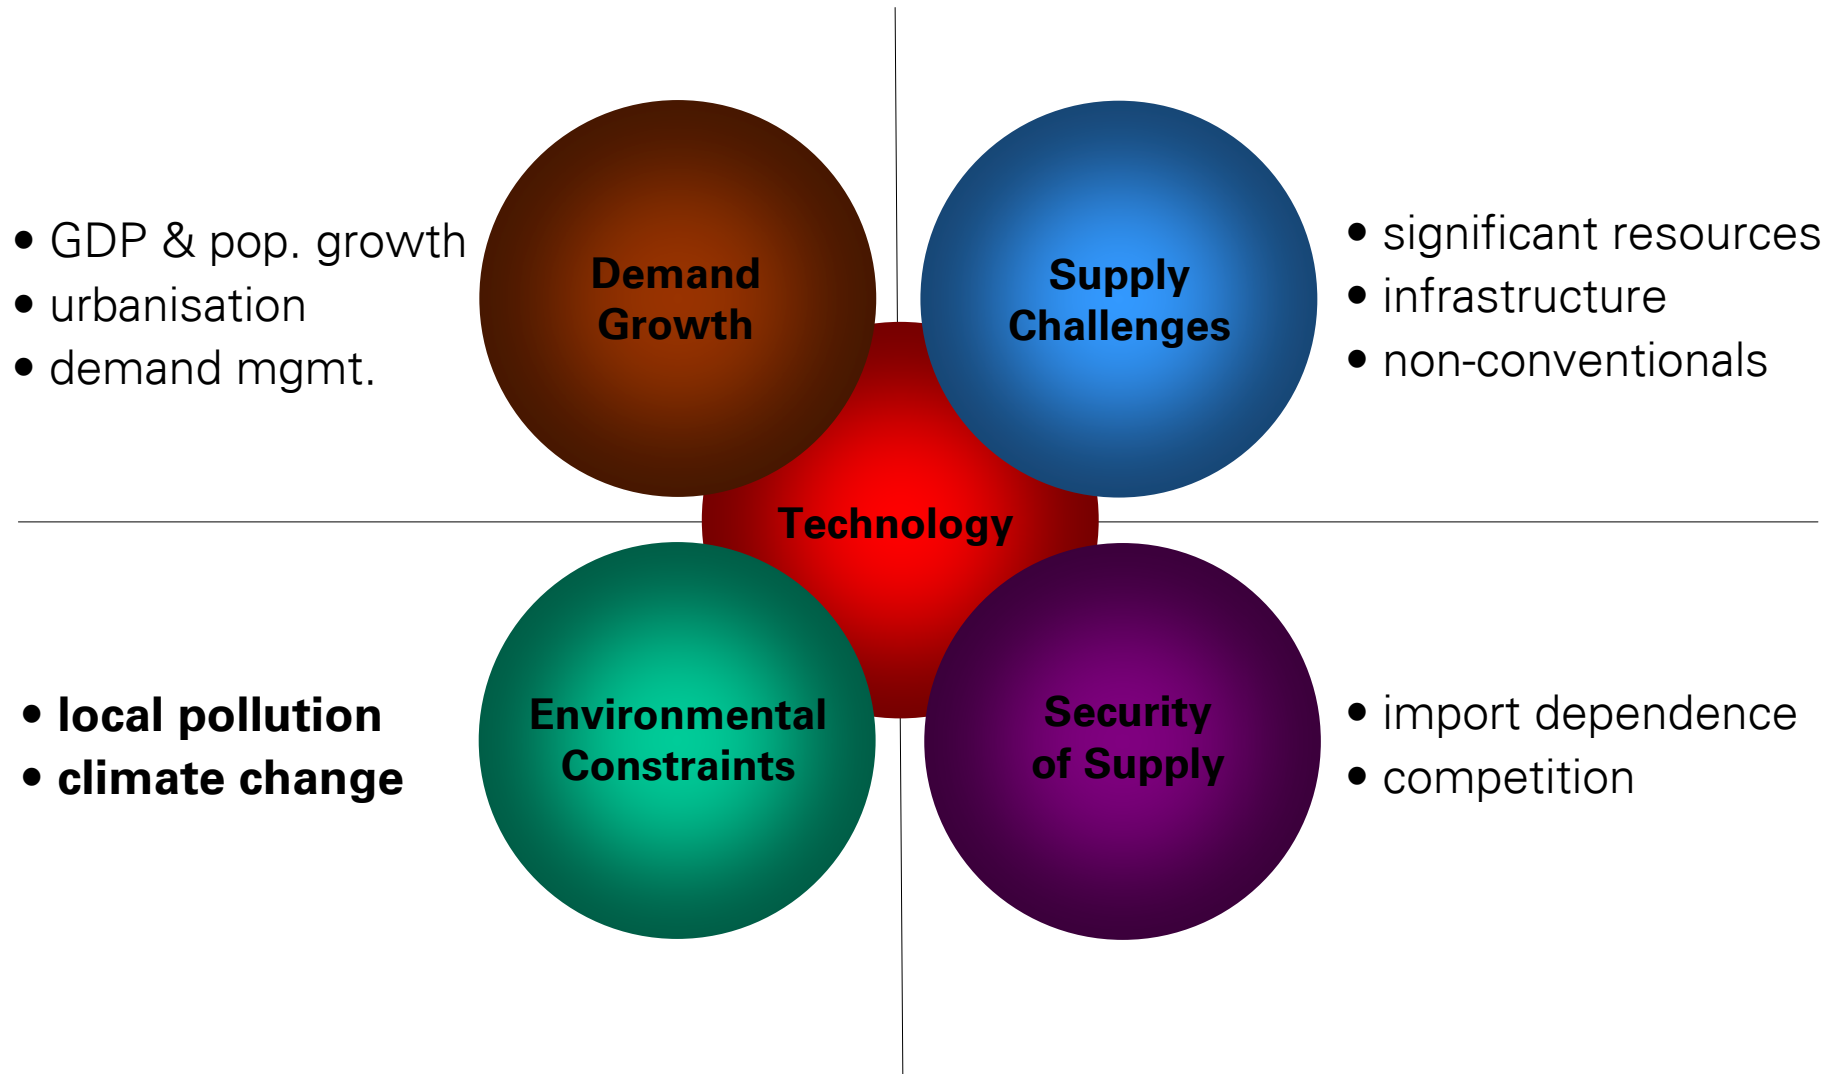 • GDP & pop. growth
• urbanisation
• demand mgmt.
Demand
Growth
Supply
Challenges
• significant resources
• infrastructure
• non-conventionals
Technology
• local pollution
• climate change
Environmental
Constraints
Security
of Supply
• import dependence
• competition